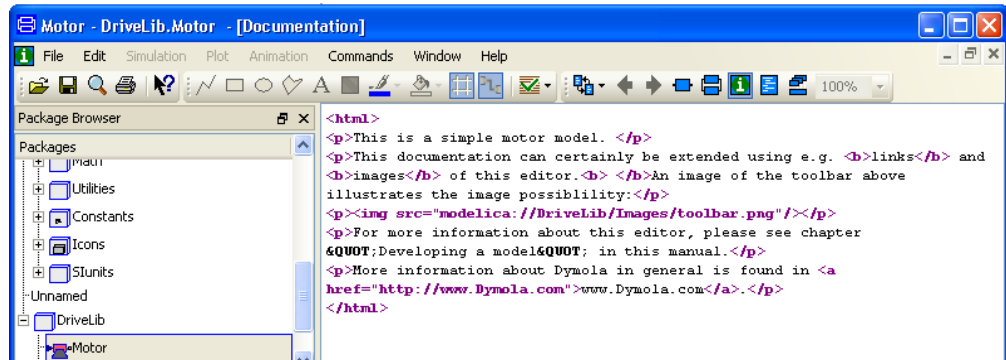 Motor - DriveLib.Motor - [Documentation]
File Edit Simulation Plot Animation Commands Window Help
100%
Package Browser
Packages
Math
Utilities
Constants
Icons
SIunits
Unnamed
DriveLib
Motor
<html>
<p>This is a simple motor model. </p>
<p>This documentation can certainly be extended using e.g. <b>links</b> and
<b>images</b> of this editor.<b> </b>An image of the toolbar above
illustrates the image possiblility:</p>
<p><img src="modelica://DriveLib/Images/toolbar.png"/></p>
<p>For more information about this editor, please see chapter
&QUOT;Developing a model&QUOT; in this manual.</p>
<p>More information about Dymola in general is found in <a
href="http://www.Dymola.com">www.Dymola.com</a>.</p>
</html>